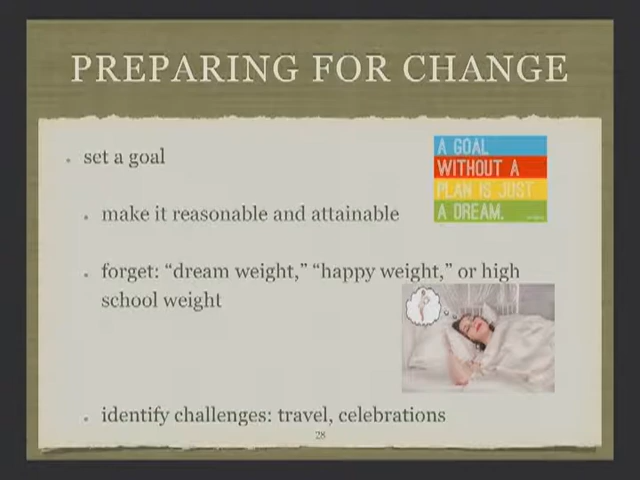 PREPARING FOR CHANGE
set a goal
A GOAL
WITHOUT A
PLAN IS JUST
A DREAM.
make it reasonable and attainable
forget: “dream weight,” “happy weight,” or high
school weight
identify challenges: travel, celebrations
28